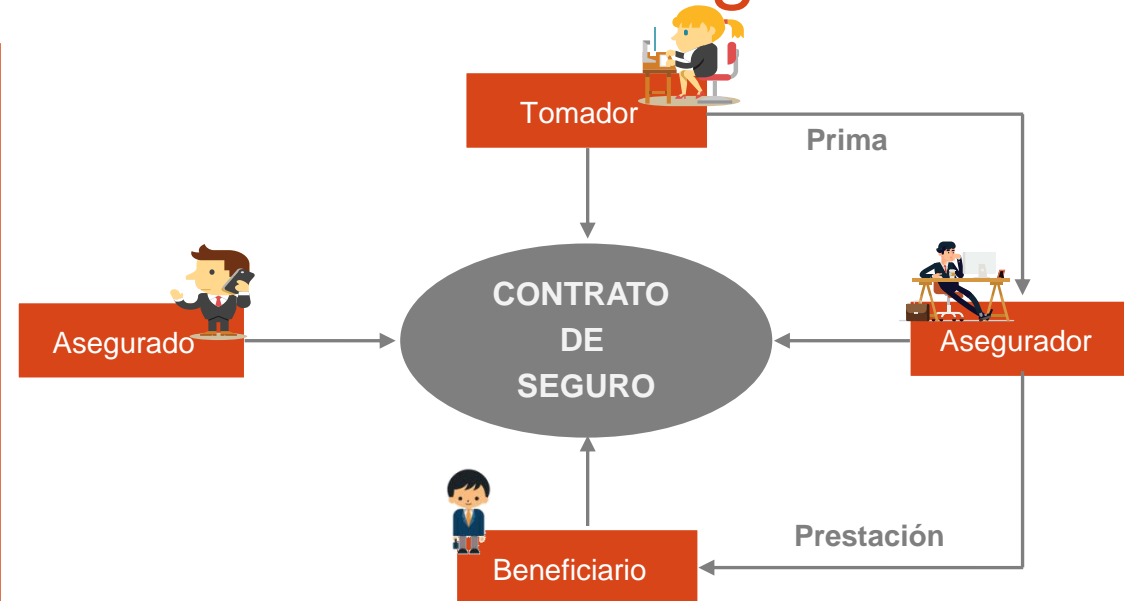 Tomador
Prima
CONTRATO
DE
SEGURO
Asegurado
Asegurador
Prestación
Beneficiario